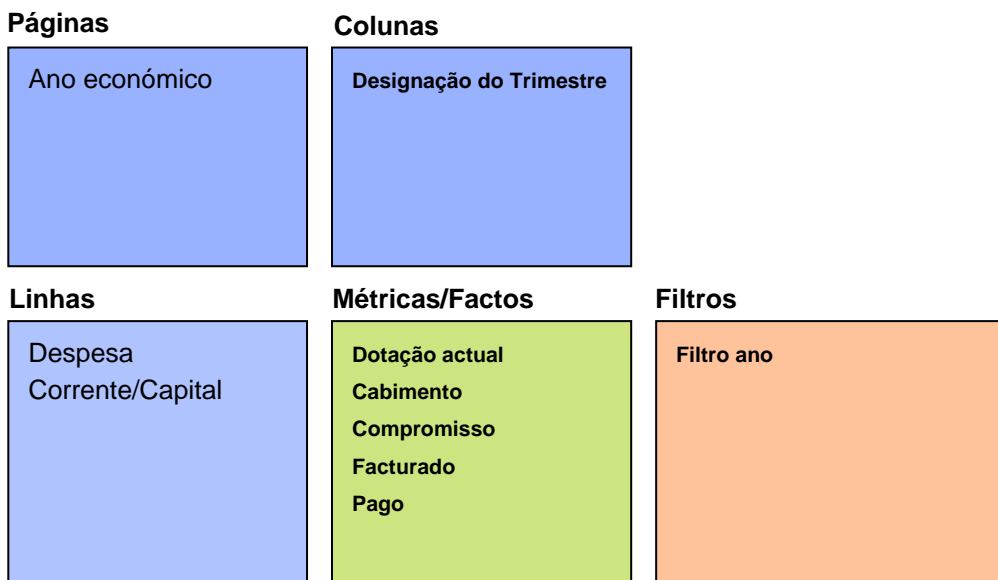 Páginas
Colunas
Ano económico
Designação do Trimestre
Linhas
Métricas/Factos
Filtros
Despesa
Corrente/Capital
Dotação actual
Cabimento
Compromisso
Facturado
Pago
Filtro ano